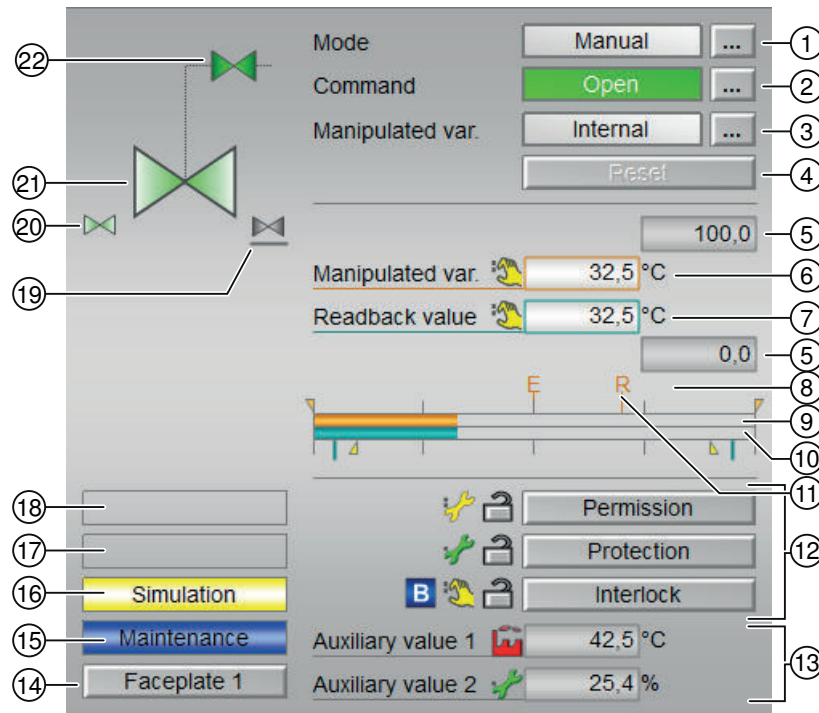 Mode Manual ... 1
22
Command Open ... 2
Manipulated var. Internal ... 3
Reset 4
21
20
100,0 5
19
Manipulated var. 32,5 °C 6
Readback value 32,5 °C 7
0,0 5
E R 8
9
10
11
18
Permission
17
Protection 12
16 Simulation B Interlock
15 Maintenance Auxiliary value 1 42,5 °C
13
14 Faceplate 1 Auxiliary value 2 25,4 %